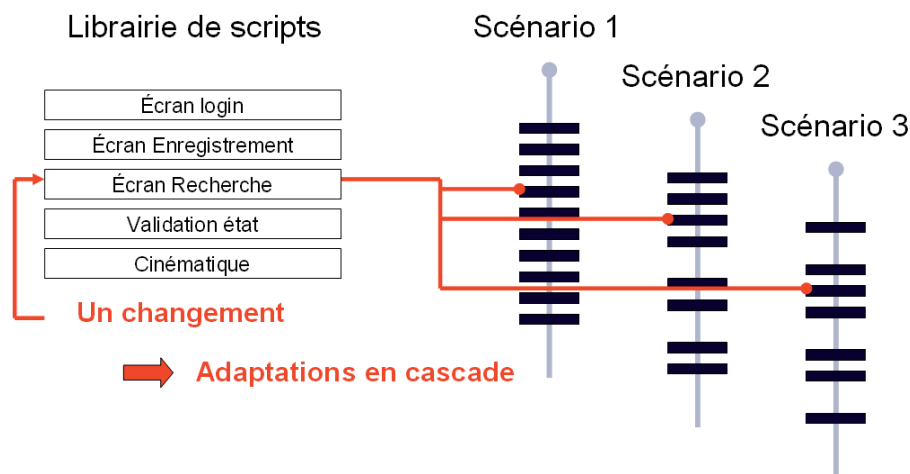 Librairie de scripts
Scénario 1
Scénario 2
Scénario 3
Écran login
Écran Enregistrement
Écran Recherche
Validation état
Cinématique
Un changement
Adaptations en cascade